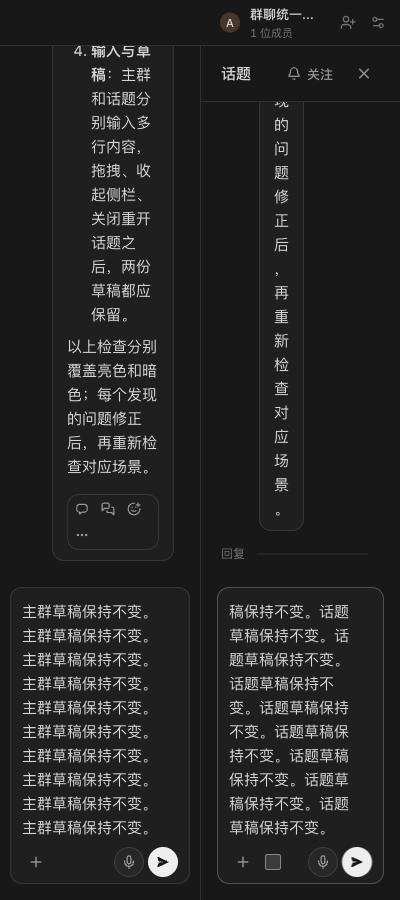 A
群聊统一...
1 位成员
4. 输入与草
稿：主群
和话题分
别输入多
行内容，
拖拽、收
起侧栏、
关闭重开
话题之
后，两份
草稿都应
保留。
以上检查分别
覆盖亮色和暗
色；每个发现
的问题修正
后，再重新检
查对应场景。
...
主群草稿保持不变。
主群草稿保持不变。
主群草稿保持不变。
主群草稿保持不变。
主群草稿保持不变。
主群草稿保持不变。
主群草稿保持不变。
主群草稿保持不变。
主群草稿保持不变。
主群草稿保持不变。
话题
关注
现
的
问
题
修
正
后
，
再
重
新
检
查
对
应
场
景
。
回复
稿保持不变。话题
草稿保持不变。话
题草稿保持不变。
话题草稿保持不
变。话题草稿保持
不变。话题草稿保
持不变。话题草稿
保持不变。话题草
稿保持不变。话题
草稿保持不变。